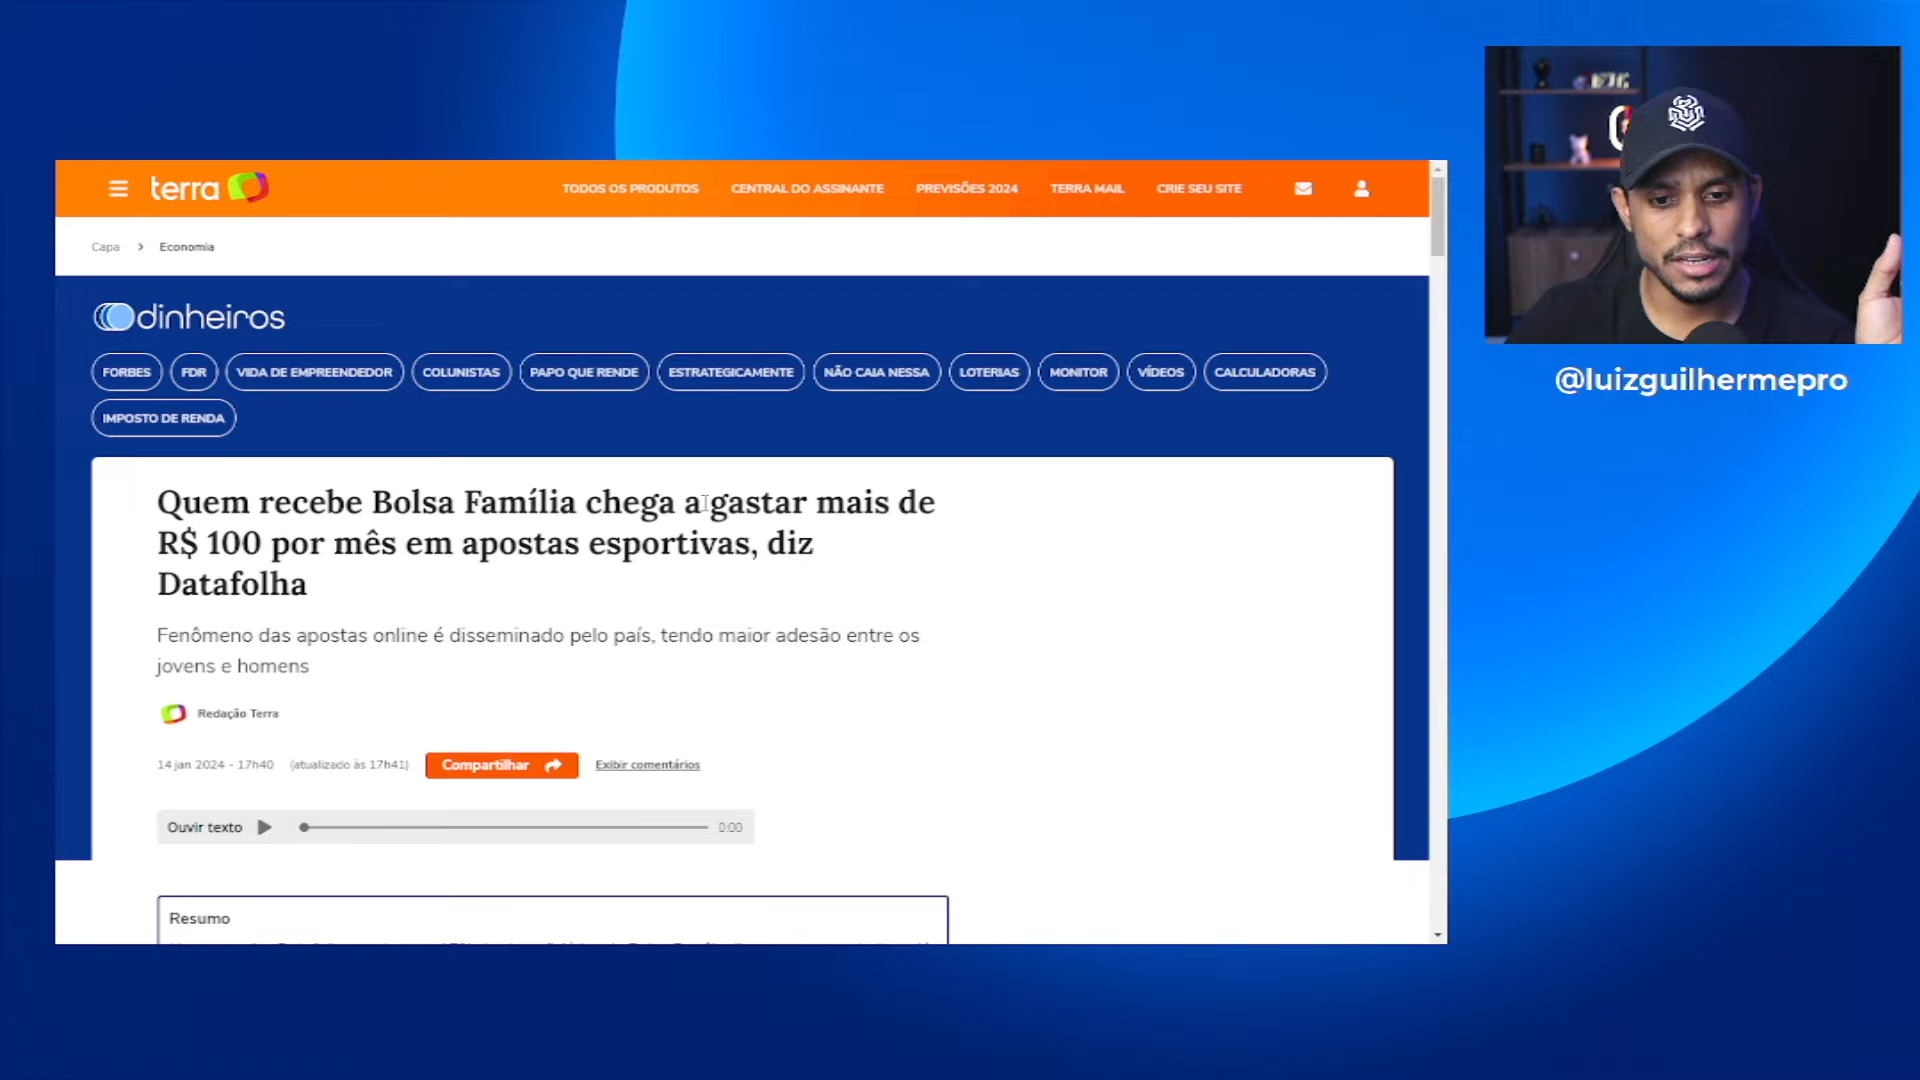 terra
TODOS OS PRODUTOS
CENTRAL DO ASSINANTE
PREVISÕES 2024
TERRA MAIL
CRIE SEU SITE
Capa > Economia
dinheiros
FORBES
FDR
VIDA DE EMPREENDEDOR
COLUNISTAS
PAPO QUE RENDE
ESTRATEGICAMENTE
NÃO CAIA NESSA
LOTERIAS
MONITOR
VÍDEOS
CALCULADORAS
IMPOSTO DE RENDA
Quem recebe Bolsa Família chega a gastar mais de
R$ 100 por mês em apostas esportivas, diz
Datafolha
Fenômeno das apostas online é disseminado pelo país, tendo maior adesão entre os
jovens e homens
Redação Terra
14 jan 2024 - 17h40 (atualizado às 17h41)
Compartilhar
Exibir comentários
Ouvir texto
0:00
Resumo
@luizguilhermepro